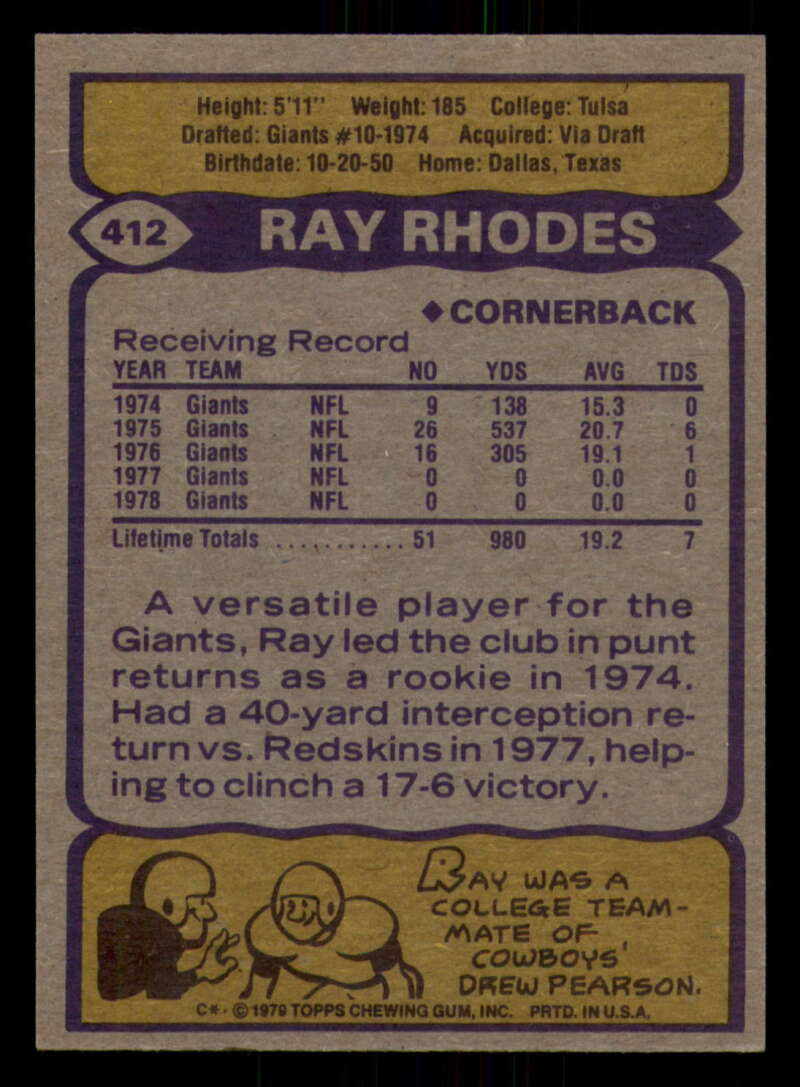 Height: 5'11" Weight: 185 College: Tulsa
Drafted: Giants #10-1974 Acquired: Via Draft
Birthdate: 10-20-50 Home: Dallas, Texas
412 RAY RHODES
◆ CORNERBACK
Receiving Record
YEAR TEAM NO YDS AVG TDS
1974 Giants NFL 9 138 15.3 0
1975 Giants NFL 26 537 20.7 6
1976 Giants NFL 16 305 19.1 1
1977 Giants NFL 0 0 0.0 0
1978 Giants NFL 0 0 0.0 0
Lifetime Totals ........... 51 980 19.2 7
A versatile player for the
Giants, Ray led the club in punt
returns as a rookie in 1974.
Had a 40-yard interception re-
turn vs. Redskins in 1977, help-
ing to clinch a 17-6 victory.
RAY WAS A
COLLEGE TEAM-
MATE OF
COWBOYS'
DREW PEARSON.
C*. © 1979 TOPPS CHEWING GUM, INC. PRTD. IN U.S.A.